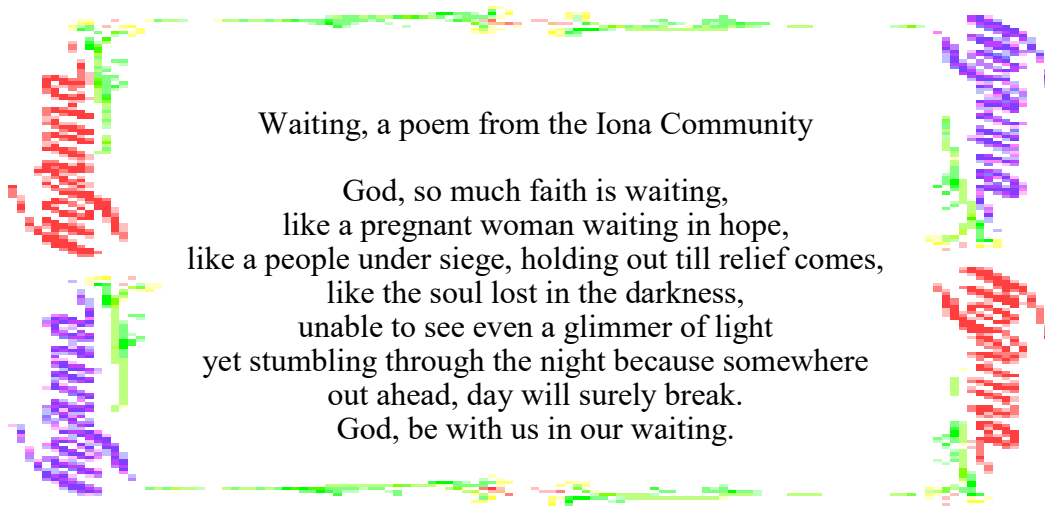 Waiting, a poem from the Iona Community
God, so much faith is waiting,
like a pregnant woman waiting in hope,
like a people under siege, holding out till relief comes,
like the soul lost in the darkness,
unable to see even a glimmer of light
yet stumbling through the night because somewhere
out ahead, day will surely break.
God, be with us in our waiting.